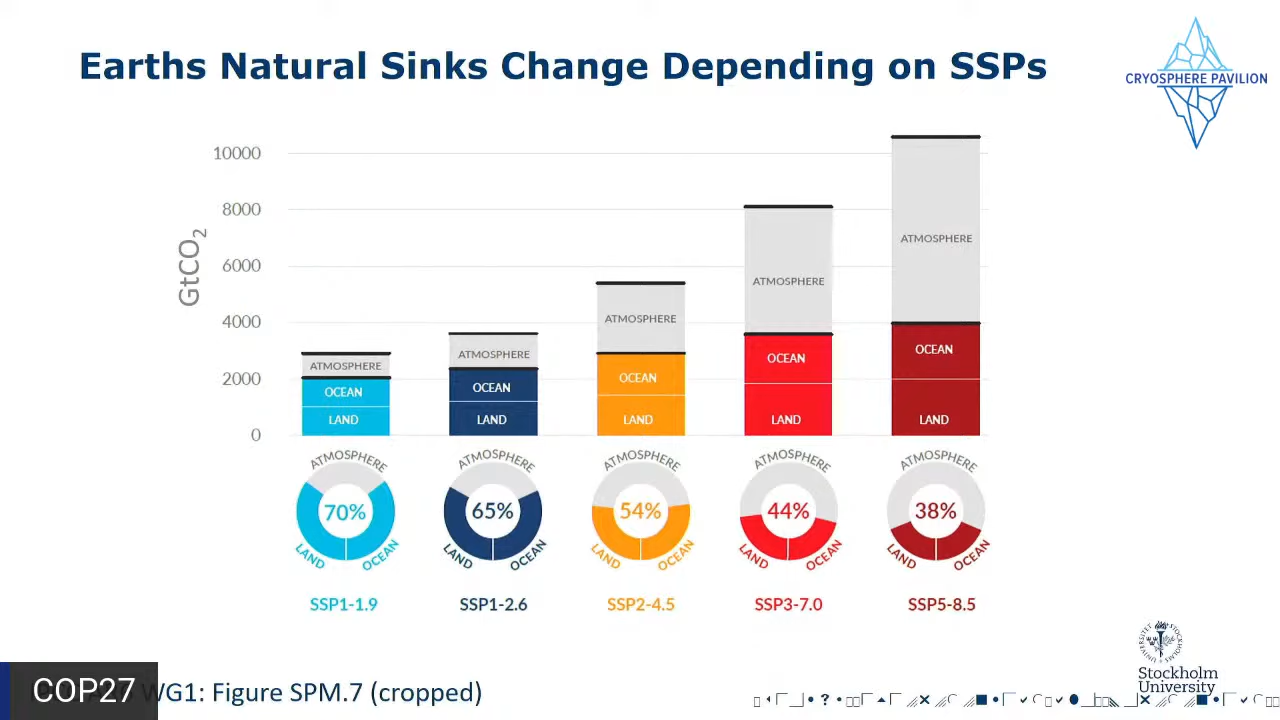 Earths Natural Sinks Change Depending on SSPs
CRYOSPHERE PAVILION
GtCO2
10000
8000
6000
4000
2000
0
ATMOSPHERE
OCEAN
LAND
ATMOSPHERE
OCEAN
LAND
ATMOSPHERE
OCEAN
LAND
ATMOSPHERE
OCEAN
LAND
ATMOSPHERE
OCEAN
LAND
ATMOSPHERE
70%
LAND
OCEAN
SSP1-1.9
ATMOSPHERE
65%
LAND
OCEAN
SSP1-2.6
ATMOSPHERE
54%
LAND
OCEAN
SSP2-4.5
ATMOSPHERE
44%
LAND
OCEAN
SSP3-7.0
ATMOSPHERE
38%
LAND
OCEAN
SSP5-8.5
COP27
WG1: Figure SPM.7 (cropped)
Stockholm
University